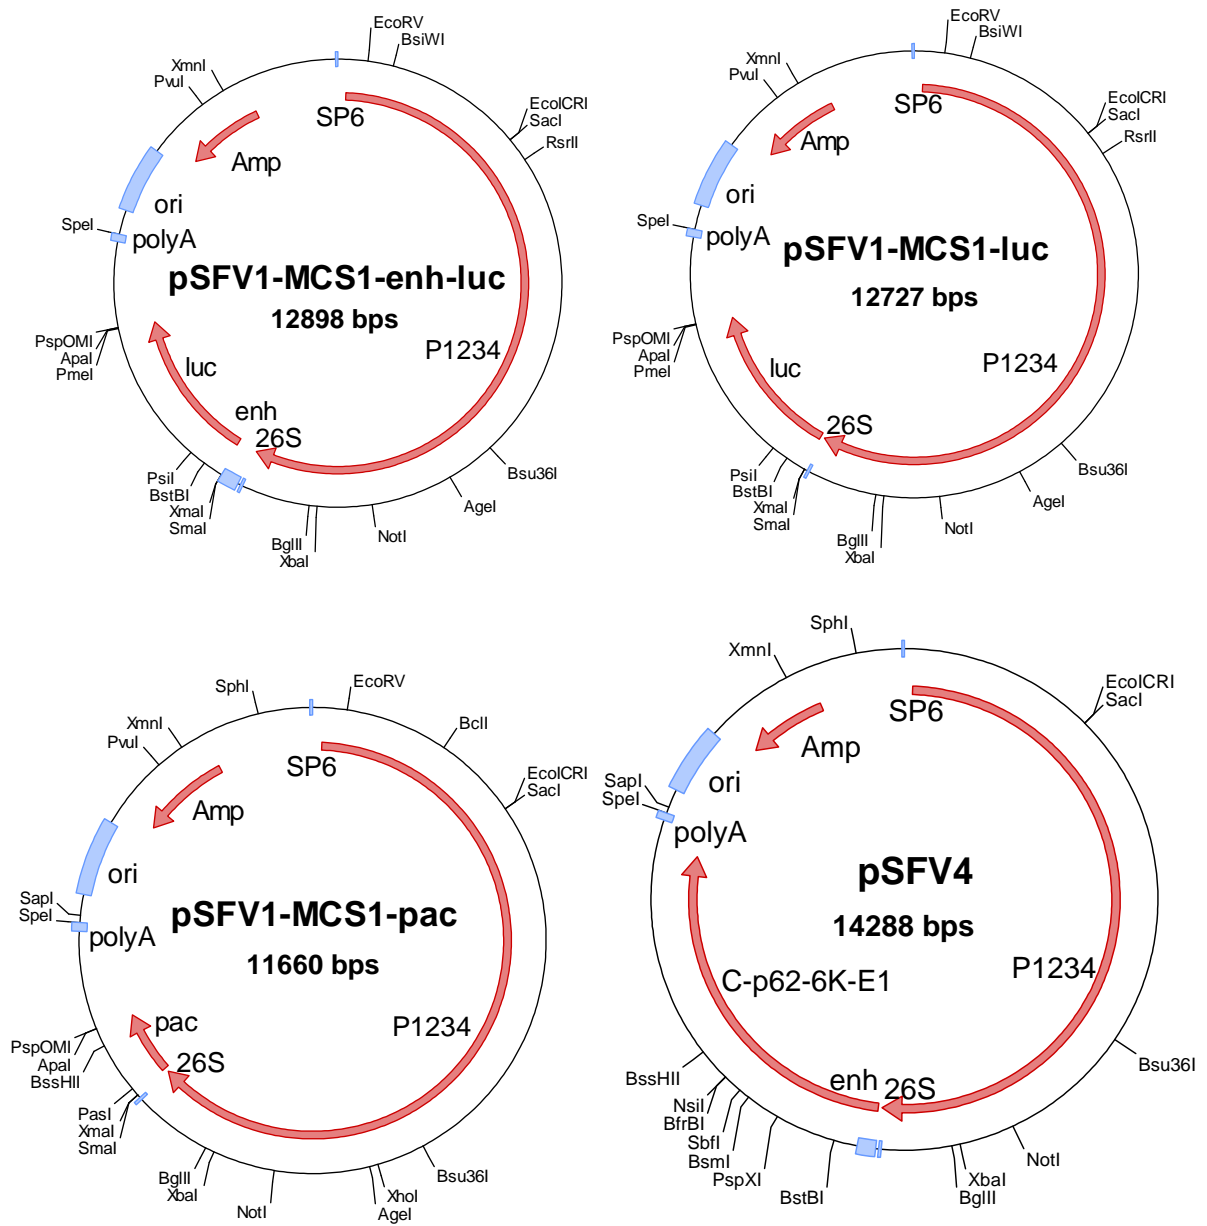 EcoRV
BsiWI
XmnI
PvuI
SP6
EcoICRI
SacI
RsrII
Amp
ori
SpeI
polyA
pSFV1-MCS1-enh-luc
12898 bps
PspOMI
ApaI
PmeI
P1234
luc
enh
26S
PsiI
BstBI
XmaI
SmaI
BglII
XbaI
NotI
AgeI
Bsu36I
EcoRV
BsiWI
XmnI
PvuI
SP6
EcoICRI
SacI
RsrII
Amp
ori
SpeI
polyA
pSFV1-MCS1-luc
12727 bps
PspOMI
ApaI
PmeI
P1234
luc
26S
PsiI
BstBI
XmaI
SmaI
BglII
XbaI
NotI
AgeI
Bsu36I
SphI
EcoRV
XmnI
PvuI
BclI
SP6
EcoICRI
SacI
Amp
ori
SapI
SpeI
polyA
pSFV1-MCS1-pac
11660 bps
pac
P1234
PspOMI
ApaI
BssHII
26S
PasI
XmaI
SmaI
BglII
XbaI
NotI
XhoI
AgeI
Bsu36I
SphI
XmnI
EcoICRI
SacI
SP6
Amp
ori
SapI
SpeI
polyA
pSFV4
14288 bps
C-p62-6K-E1
P1234
Bsu36I
BssHII
enh
26S
NsiI
BfrBI
SbfI
BsmI
PspXI
BstBI
NotI
XbaI
BglII